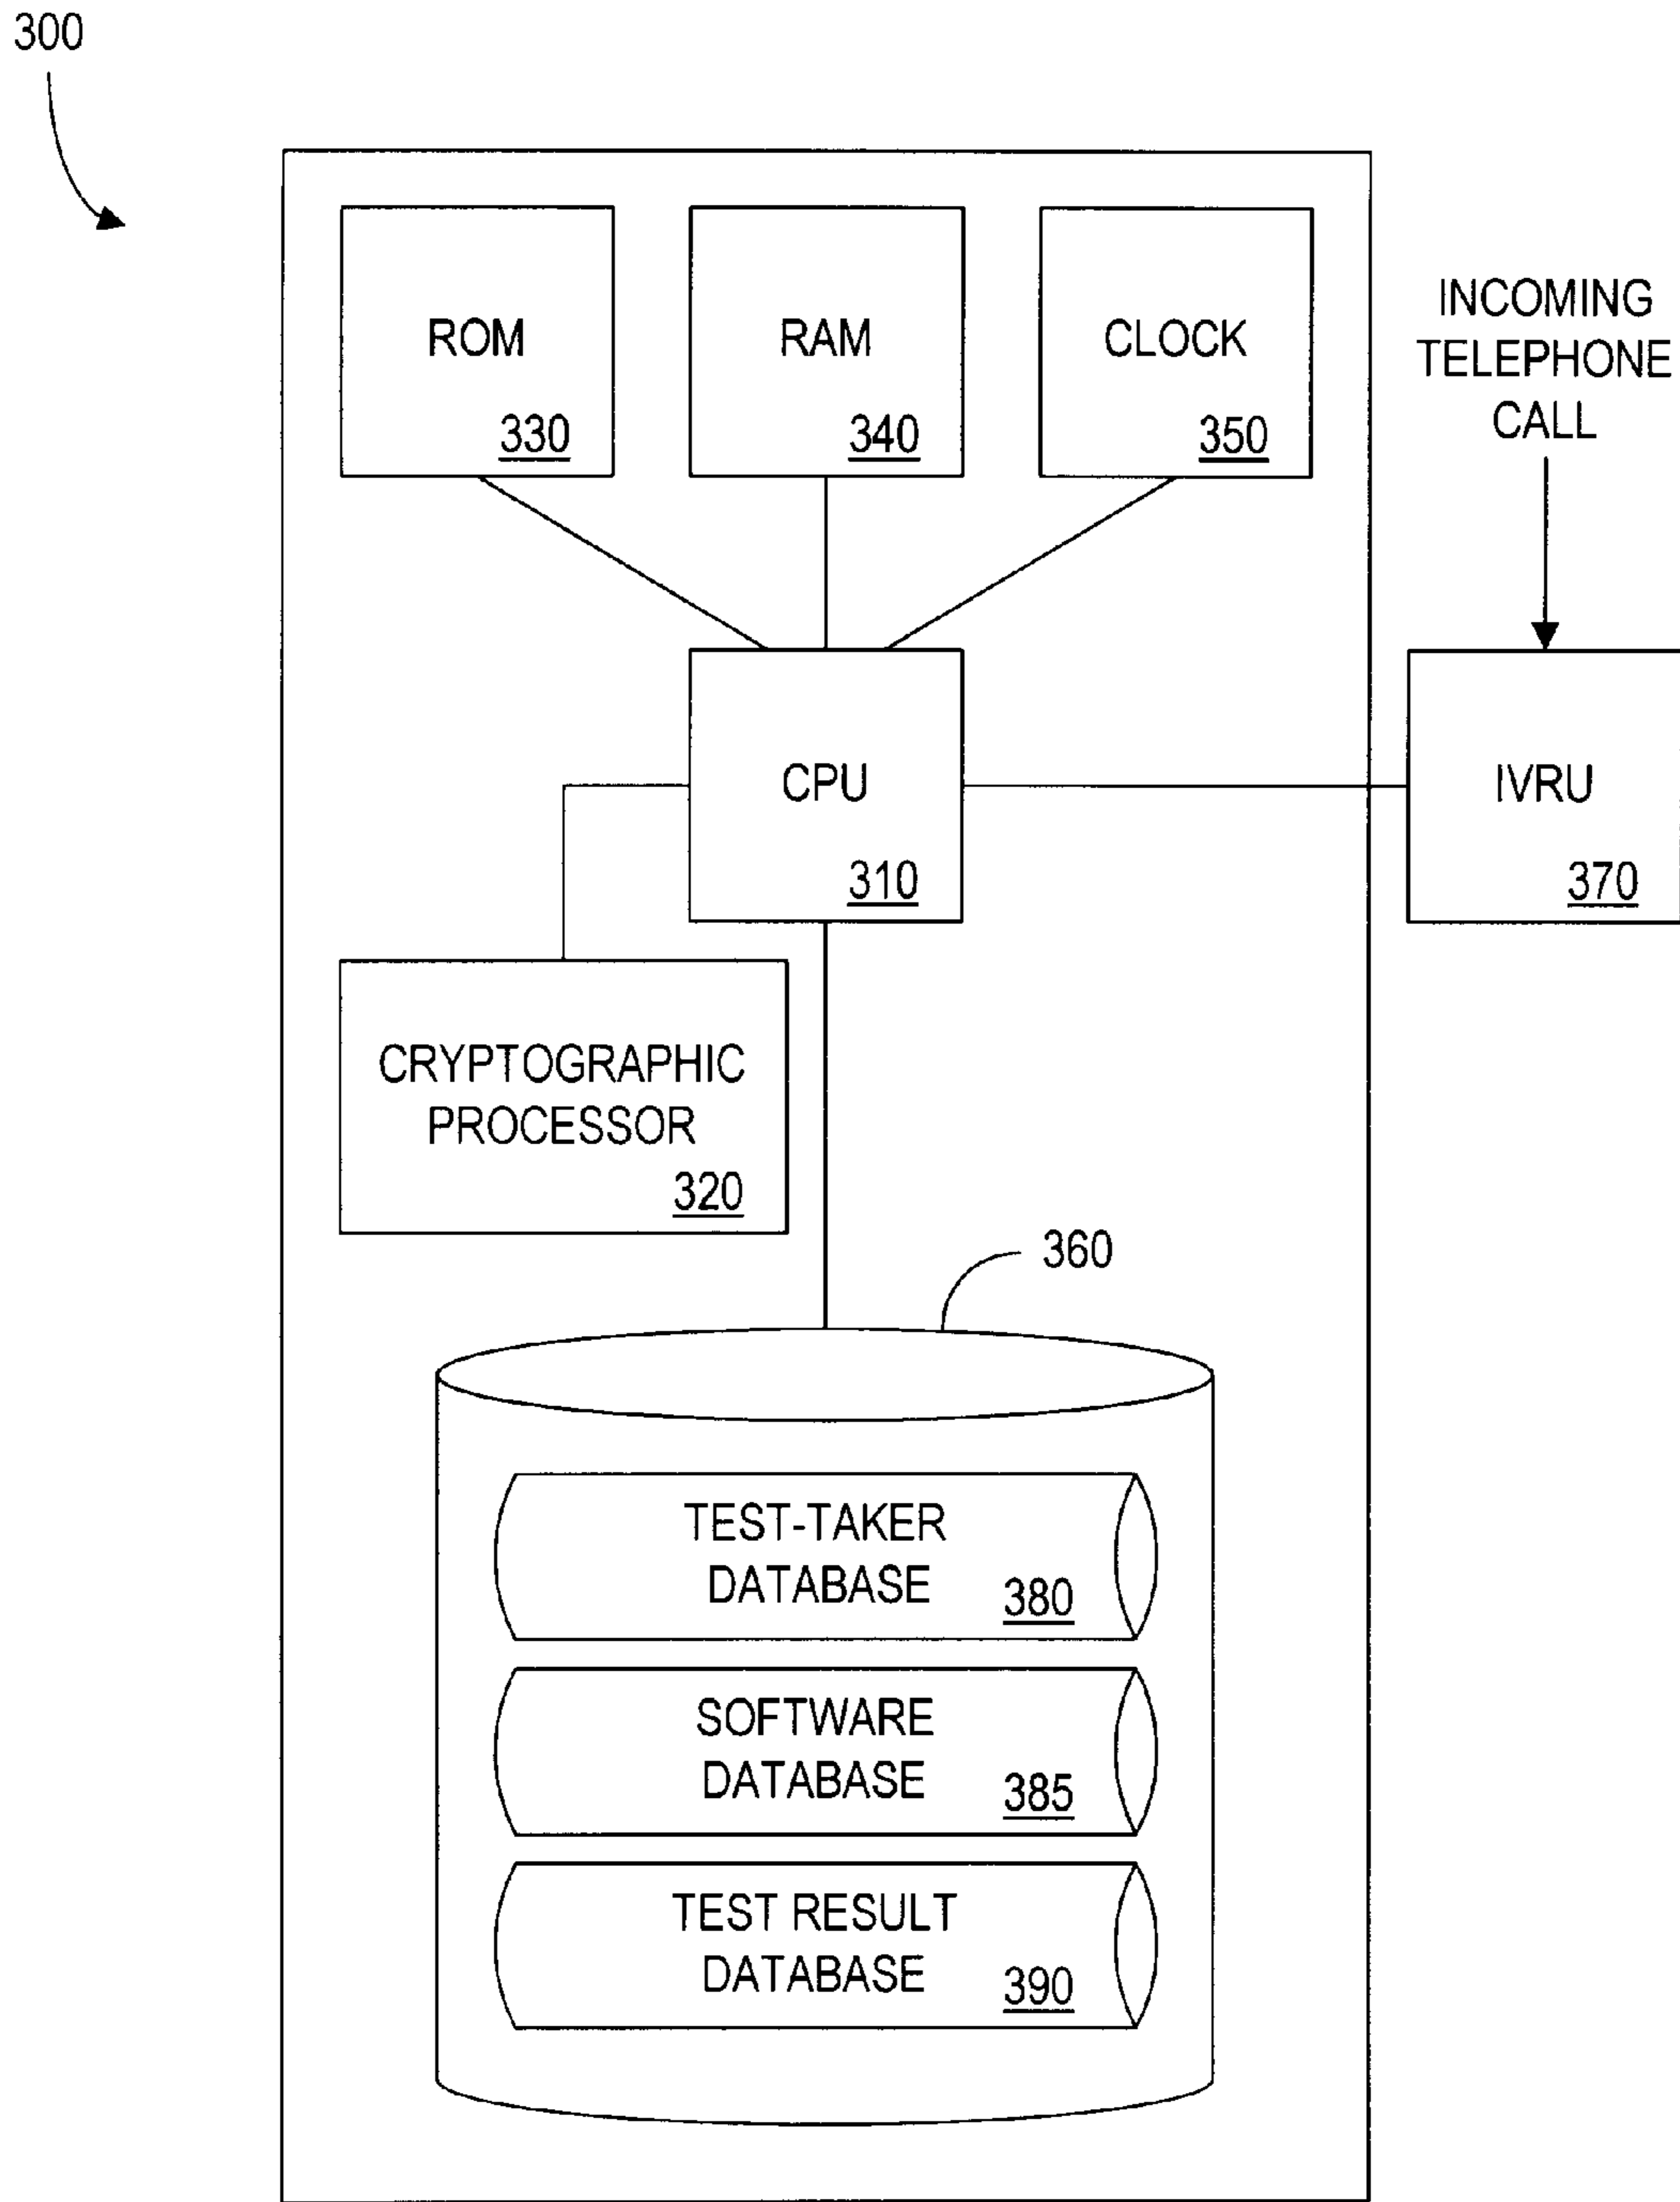 300
ROM
330
RAM
340
CLOCK
350
INCOMING
TELEPHONE
CALL
CPU
310
IVRU
370
CRYPTOGRAPHIC
PROCESSOR
320
360
TEST-TAKER
DATABASE
380
SOFTWARE
DATABASE
385
TEST RESULT
DATABASE
390